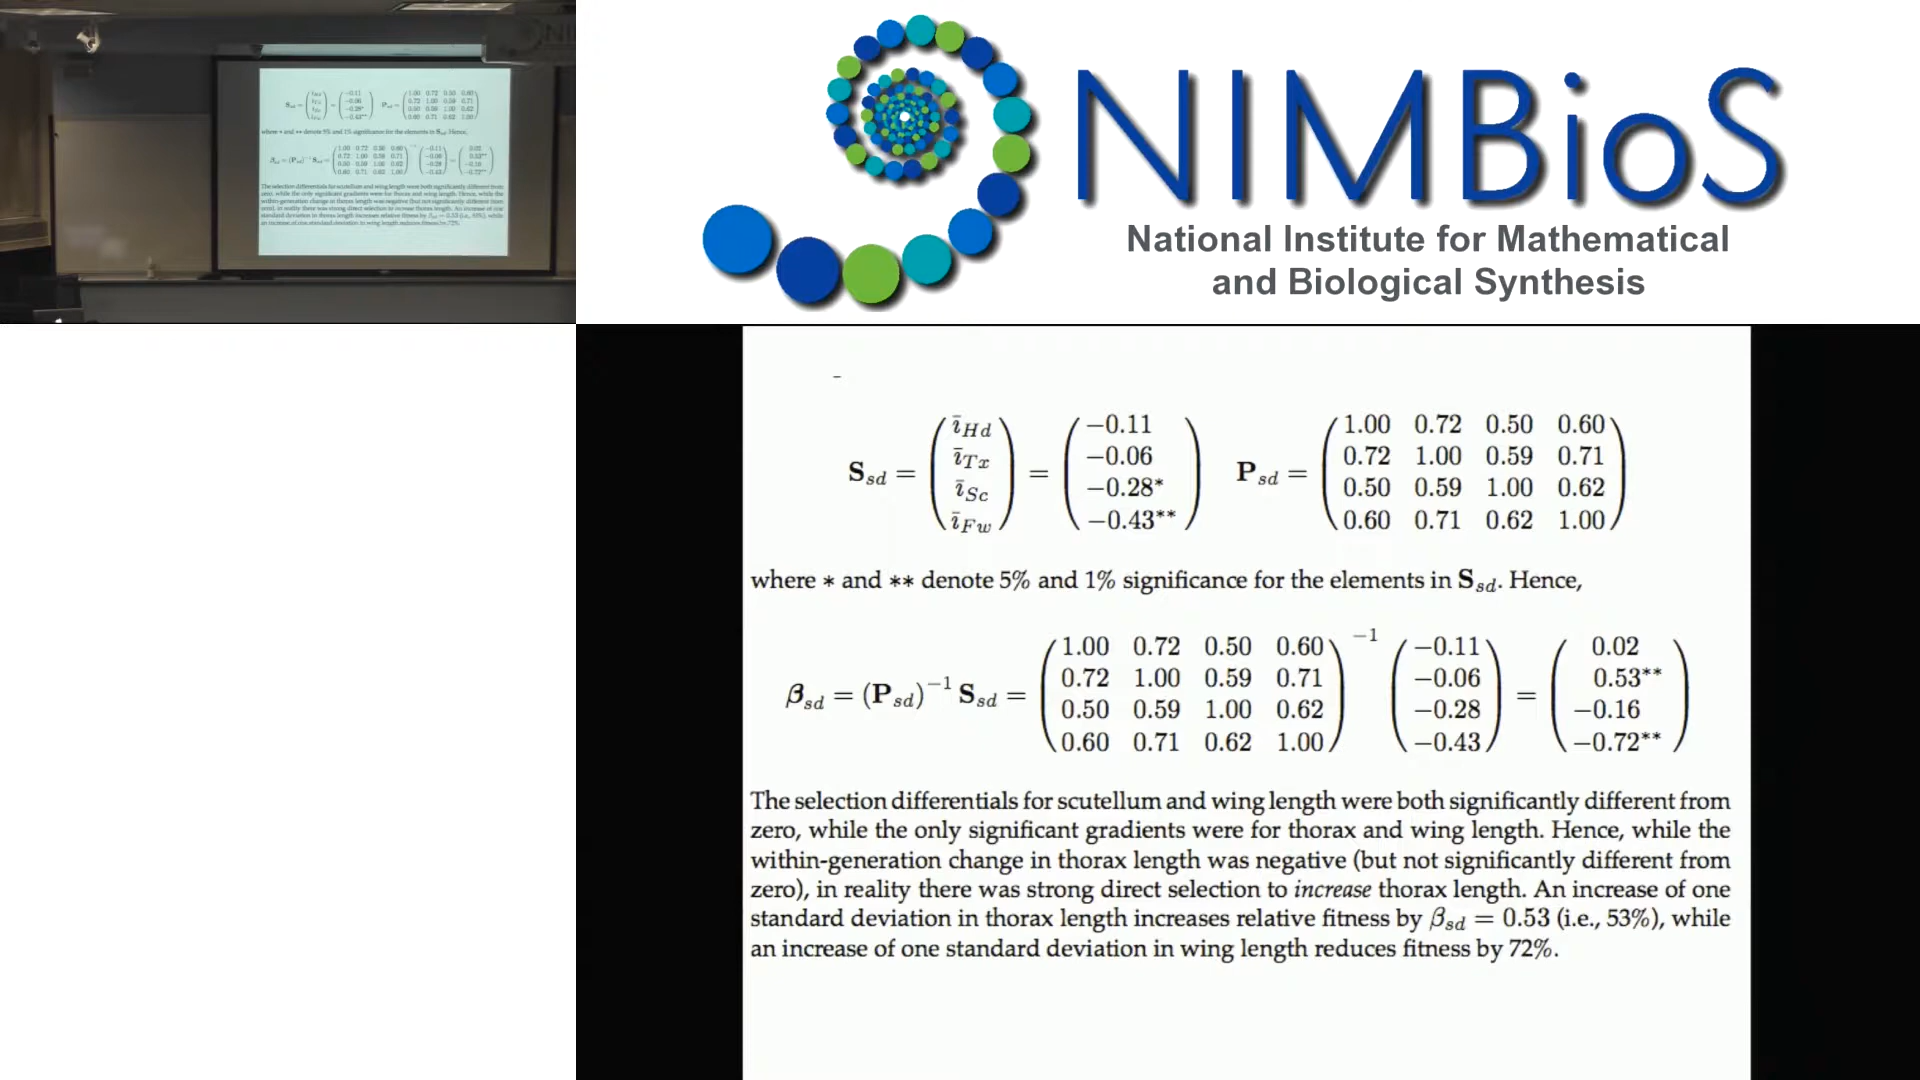 NIMBioS
National Institute for Mathematical
and Biological Synthesis
S_sd = ( ῑ_Hd ῑ_Tx ῑ_Sc ῑ_Fw ) = ( −0.11 −0.06 −0.28* −0.43** ) P_sd =
1.00 0.72 0.50 0.60
0.72 1.00 0.59 0.71
0.50 0.59 1.00 0.62
0.60 0.71 0.62 1.00
where ∗ and ∗∗ denote 5% and 1% significance for the elements in S_sd. Hence,
β_sd = (P_sd)^−1 S_sd =
1.00 0.72 0.50 0.60
0.72 1.00 0.59 0.71
0.50 0.59 1.00 0.62
0.60 0.71 0.62 1.00
−1
( −0.11 −0.06 −0.28 −0.43 ) = ( 0.02 0.53** −0.16 −0.72** )
The selection differentials for scutellum and wing length were both significantly different from
zero, while the only significant gradients were for thorax and wing length. Hence, while the
within-generation change in thorax length was negative (but not significantly different from
zero), in reality there was strong direct selection to increase thorax length. An increase of one
standard deviation in thorax length increases relative fitness by β_sd = 0.53 (i.e., 53%), while
an increase of one standard deviation in wing length reduces fitness by 72%.